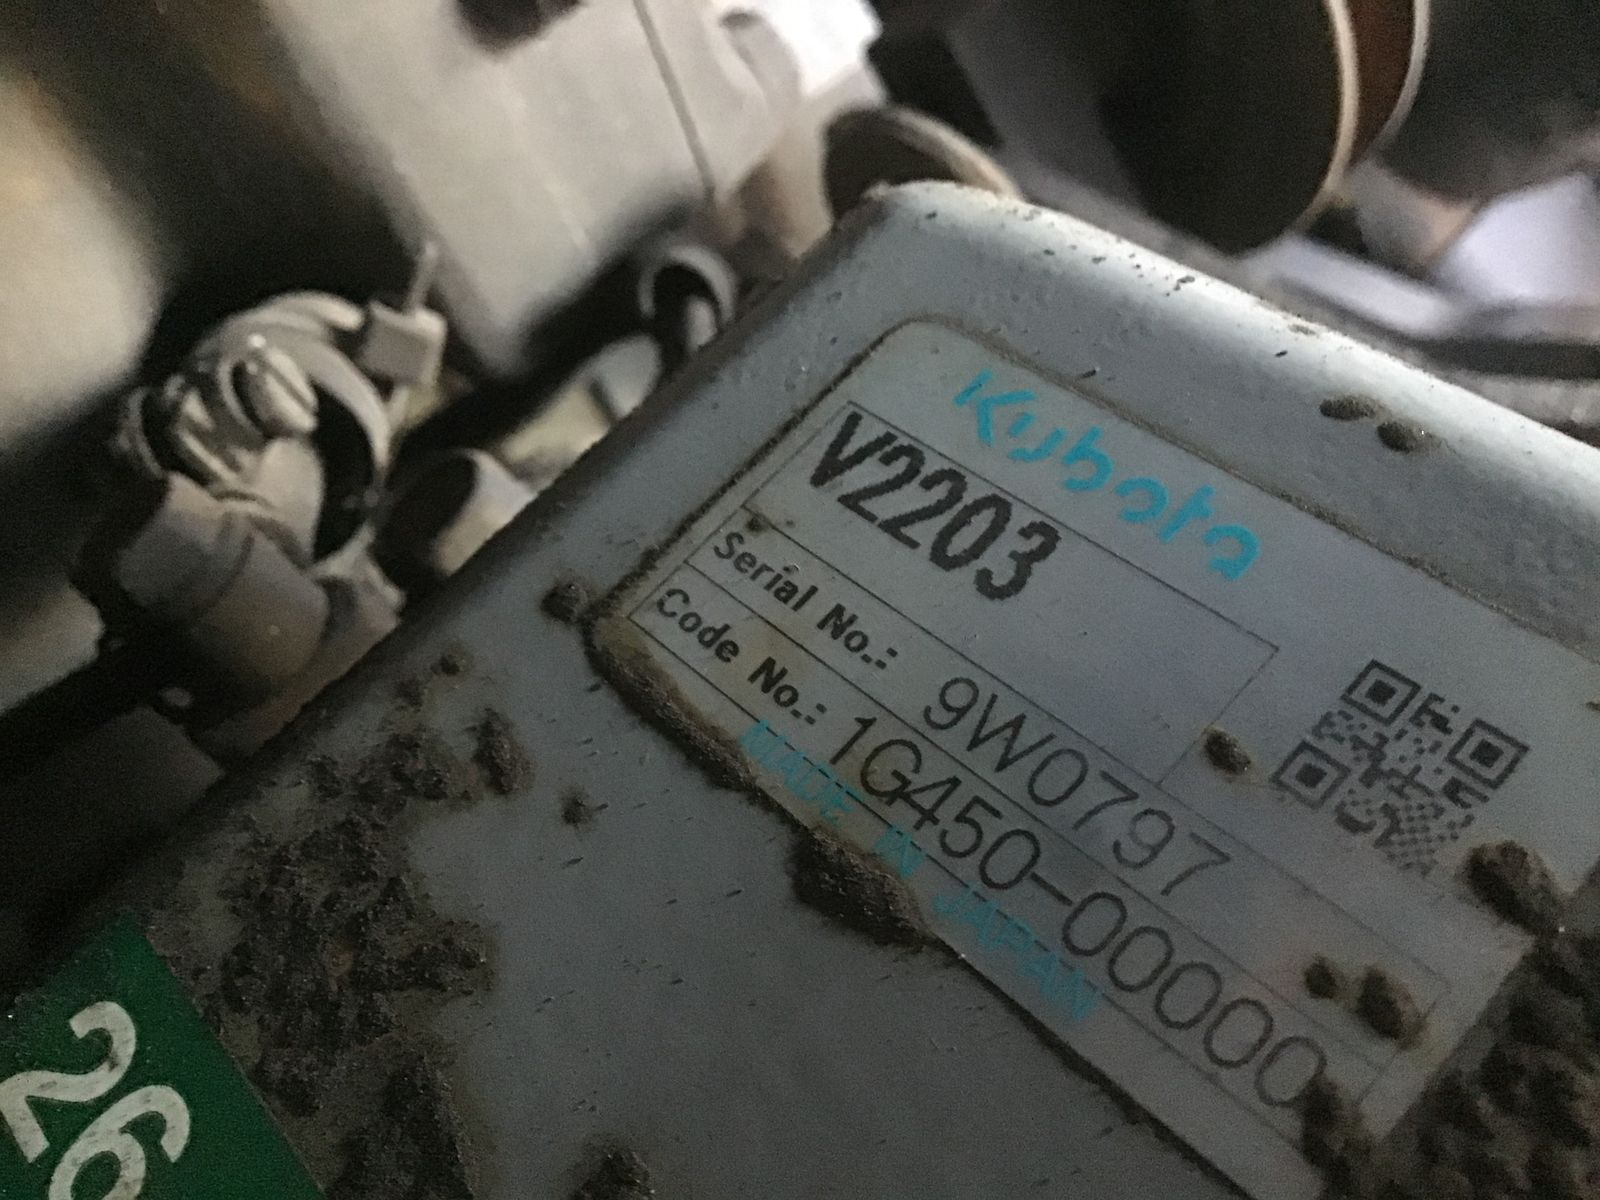 Kubota
V2203
Serial No.: 9W0797
Code No.: 1G450-00000
MADE IN JAPAN
26